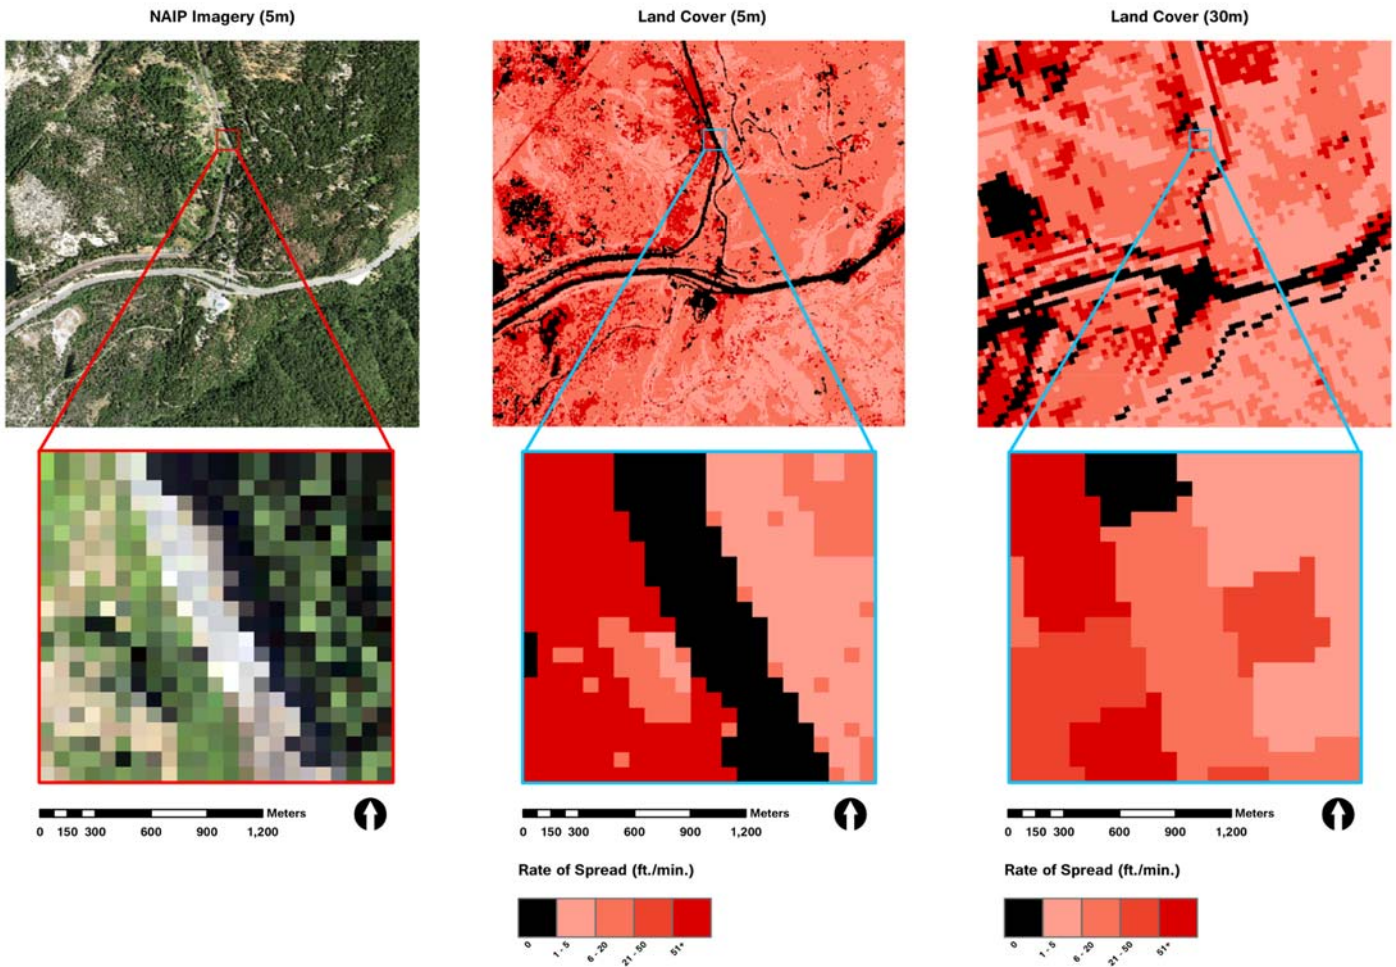 NAIP Imagery (5m)
Land Cover (5m)
Land Cover (30m)
Meters
0 150 300 600 900 1,200
Meters
0 150 300 600 900 1,200
Meters
0 150 300 600 900 1,200
Rate of Spread (ft./min.)
0 1 - 5 6 - 20 21 - 50 51+
Rate of Spread (ft./min.)
0 1 - 5 6 - 20 21 - 50 51+